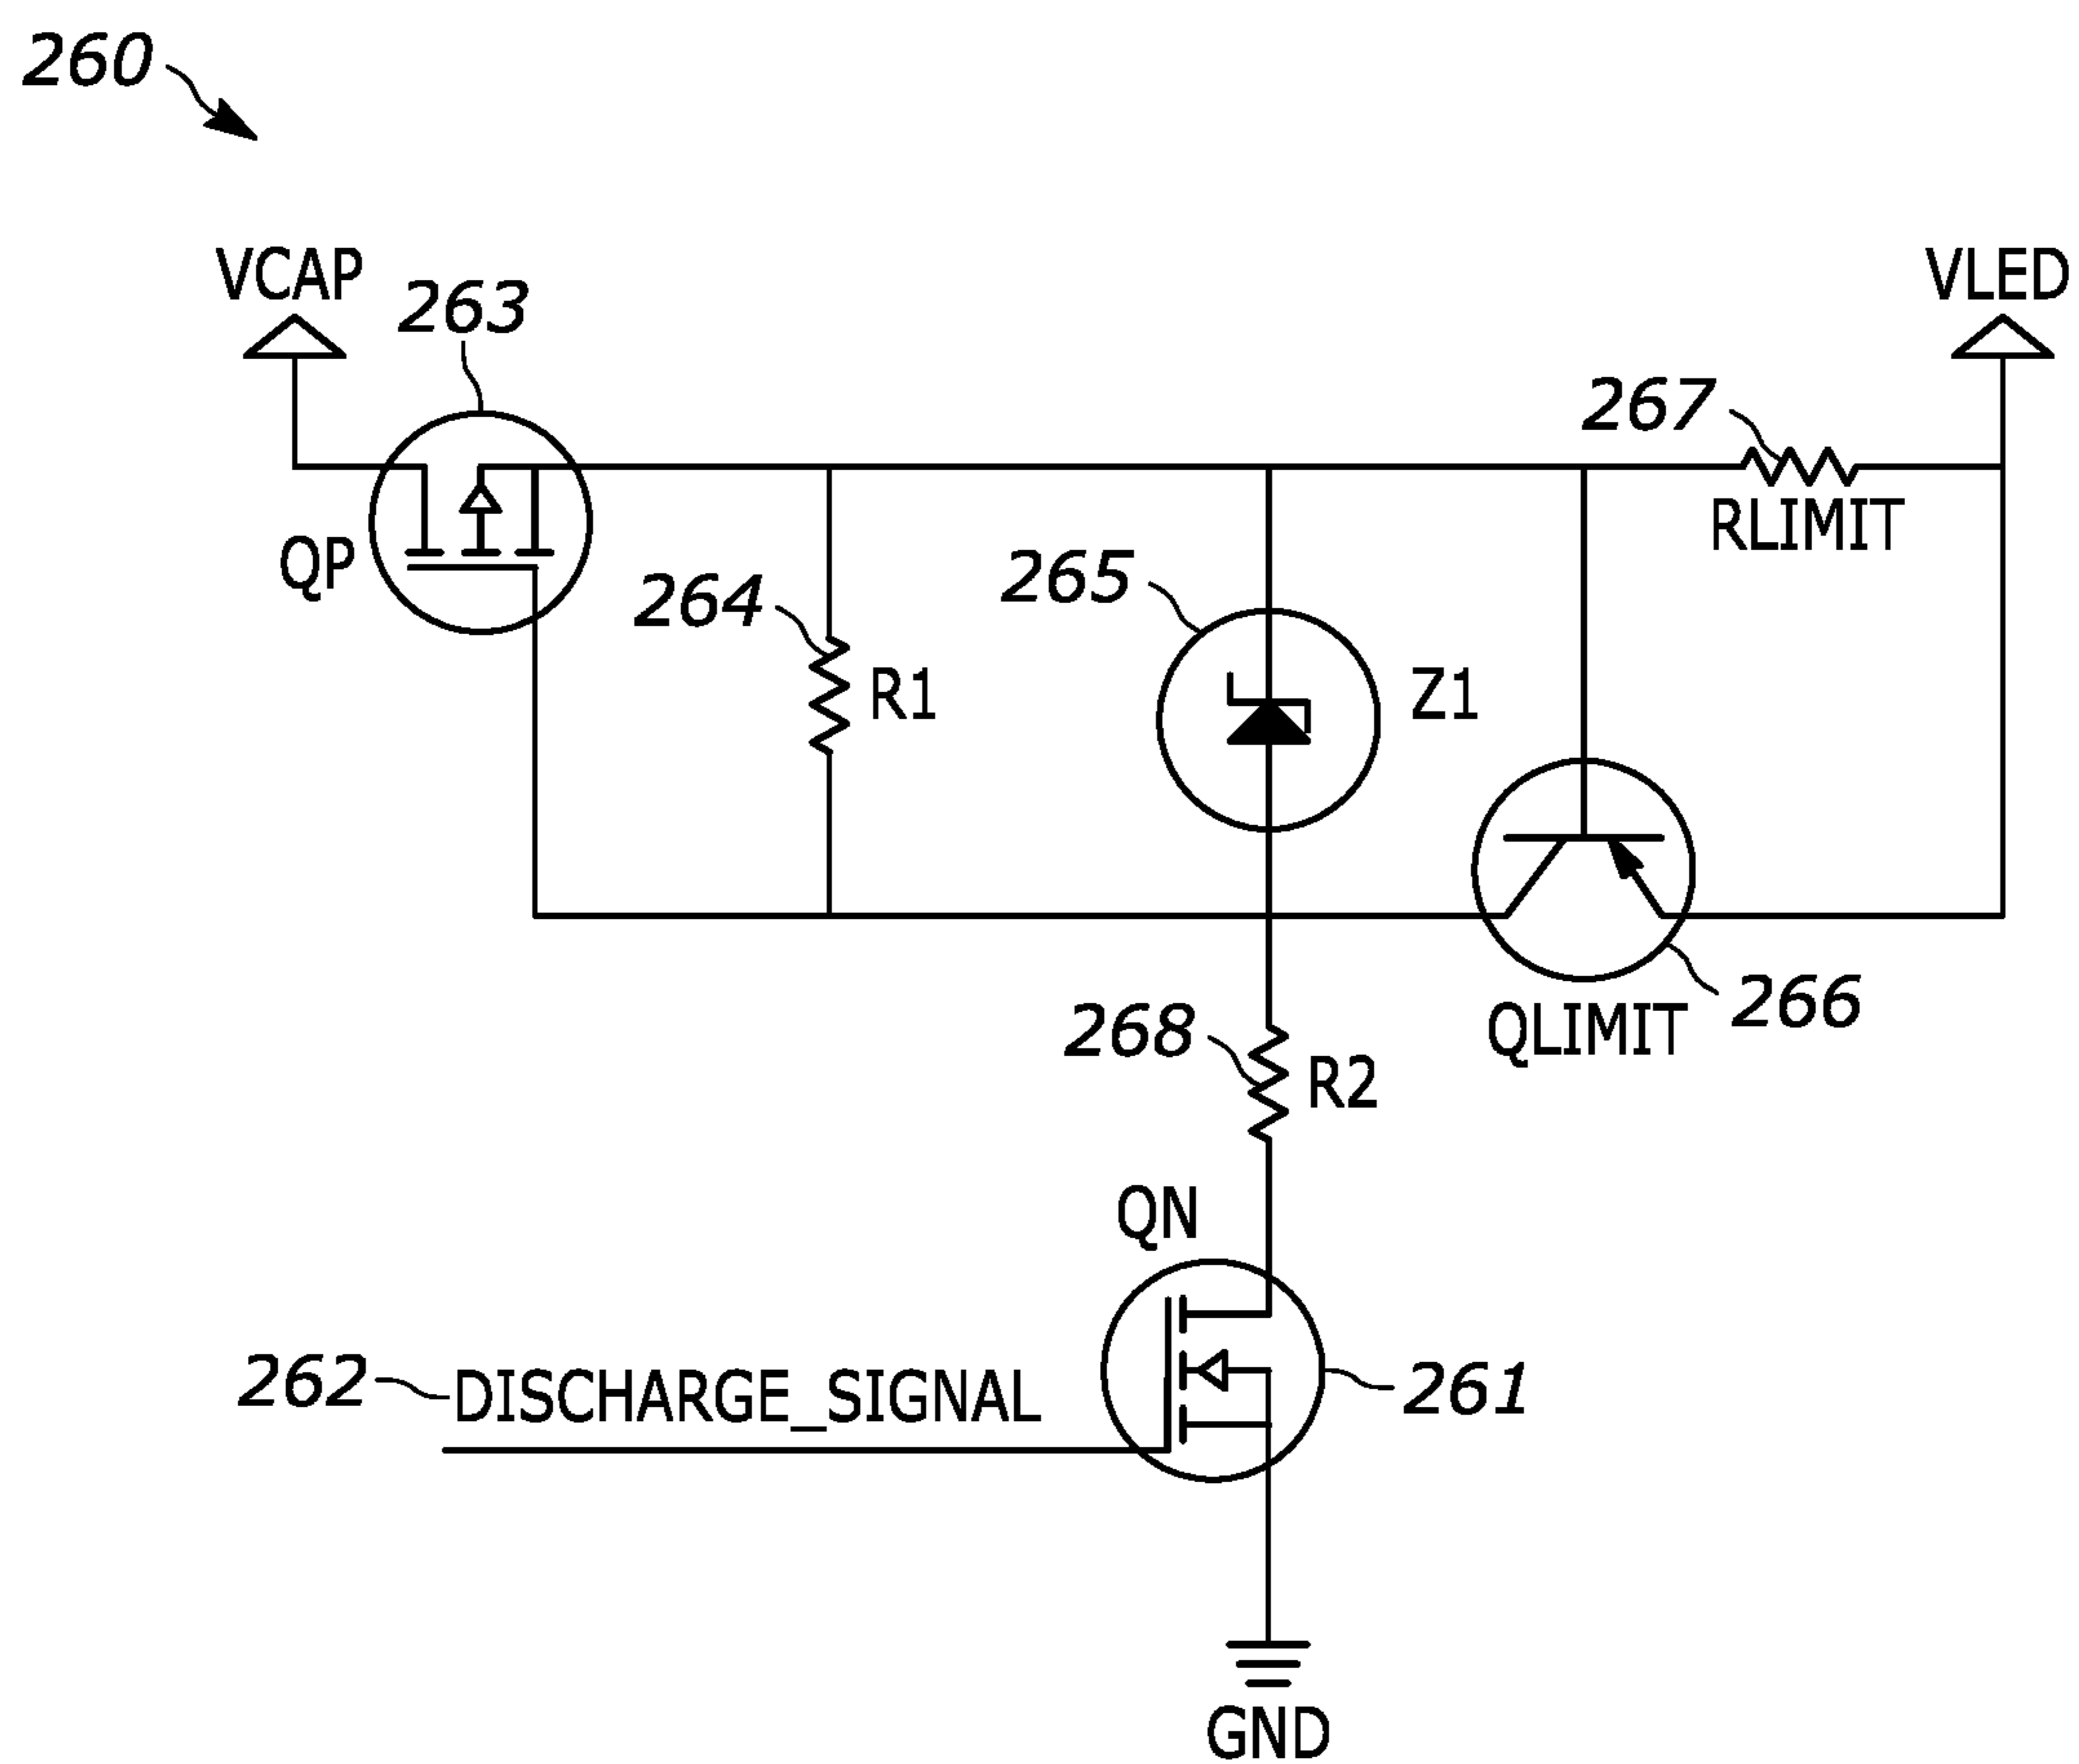 260
VCAP
263
VLED
267
QP
RLIMIT
265
264
R1
Z1
268
266
QLIMIT
R2
QN
262
DISCHARGE_SIGNAL
261
GND